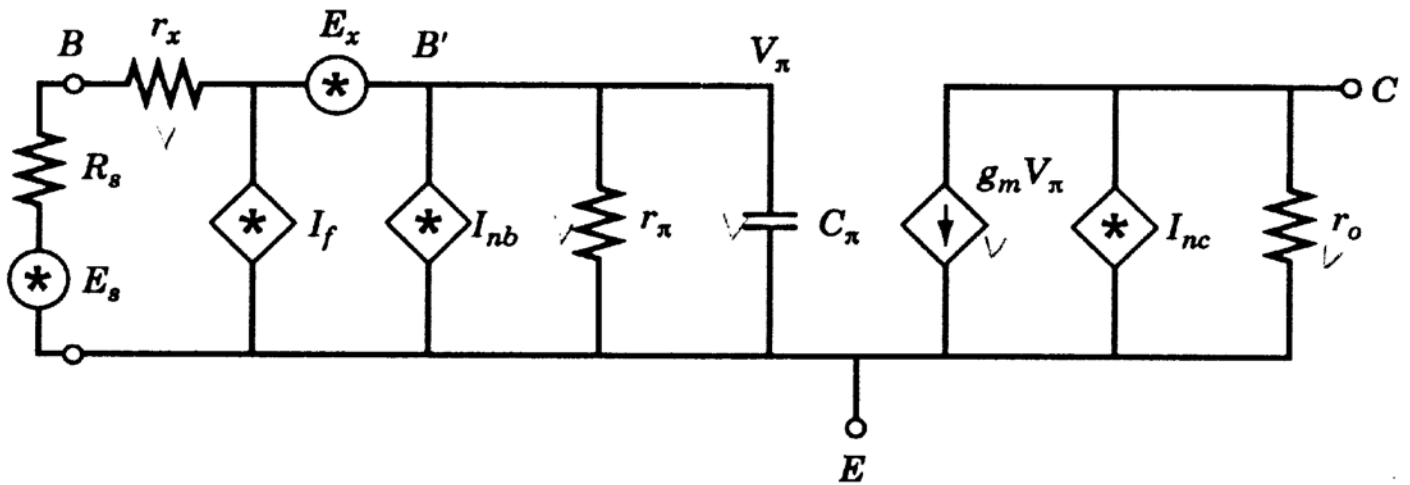 B
r_x
E_x
B'
V_π
C
R_s
E_s
I_f
I_nb
r_π
C_π
g_m V_π
I_nc
r_o
E